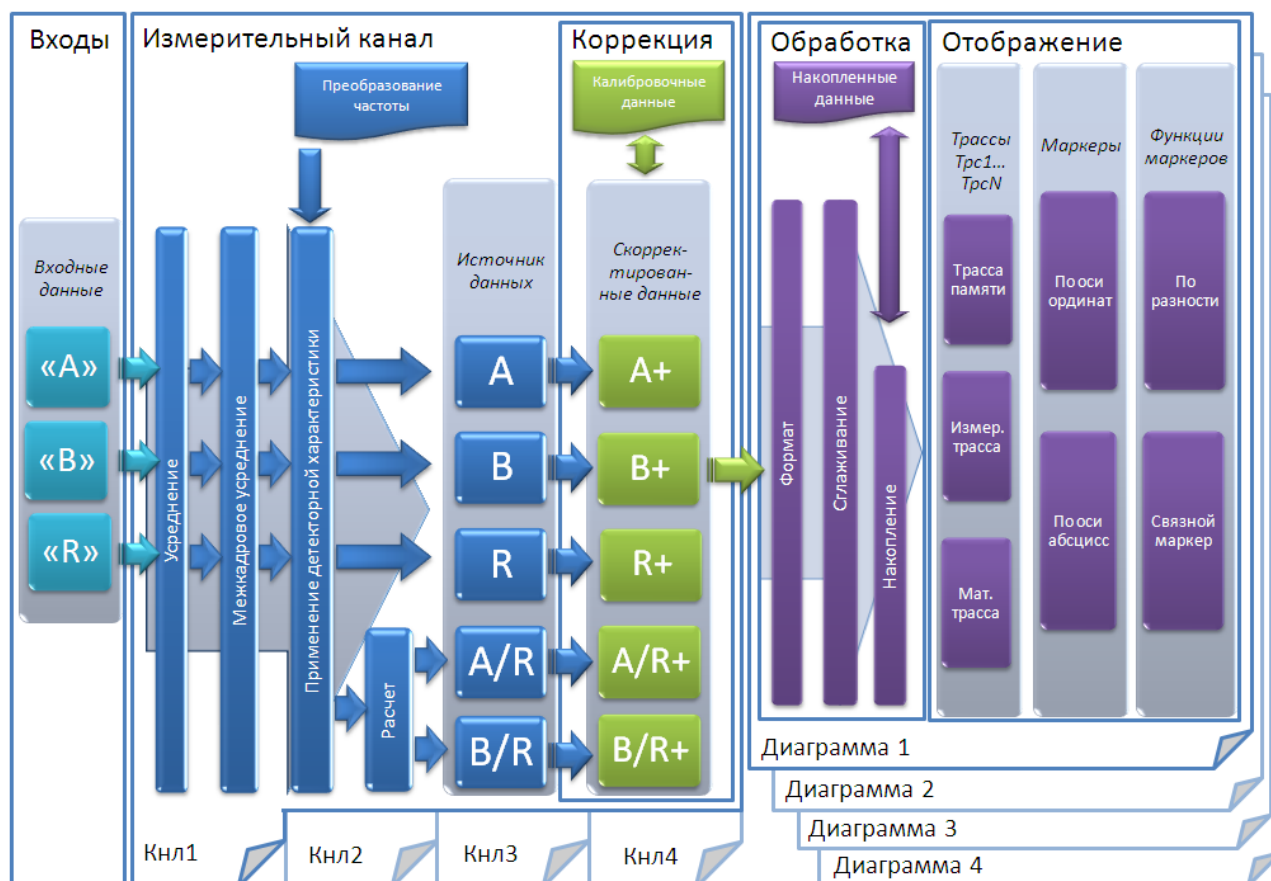 Входы
Измерительный канал
Коррекция
Обработка
Отображение
Преобразование
частоты
Калибровочные
данные
Накопленные
данные
Входные
данные
«A»
«B»
«R»
Усреднение
Межкадровое усреднение
Применение детекторной характеристики
Расчет
Источник
данных
A
B
R
A/R
B/R
Скоррек-
тирован-
ные данные
A+
B+
R+
A/R+
B/R+
Формат
Сглаживание
Накопление
Трассы
Трс1...
ТрсN
Трасса
памяти
Измер.
трасса
Мат.
трасса
Маркеры
По оси
ординат
По оси
абсцисс
Функции
маркеров
По
разности
Связной
маркер
Кнл1
Кнл2
Кнл3
Кнл4
Диаграмма 1
Диаграмма 2
Диаграмма 3
Диаграмма 4